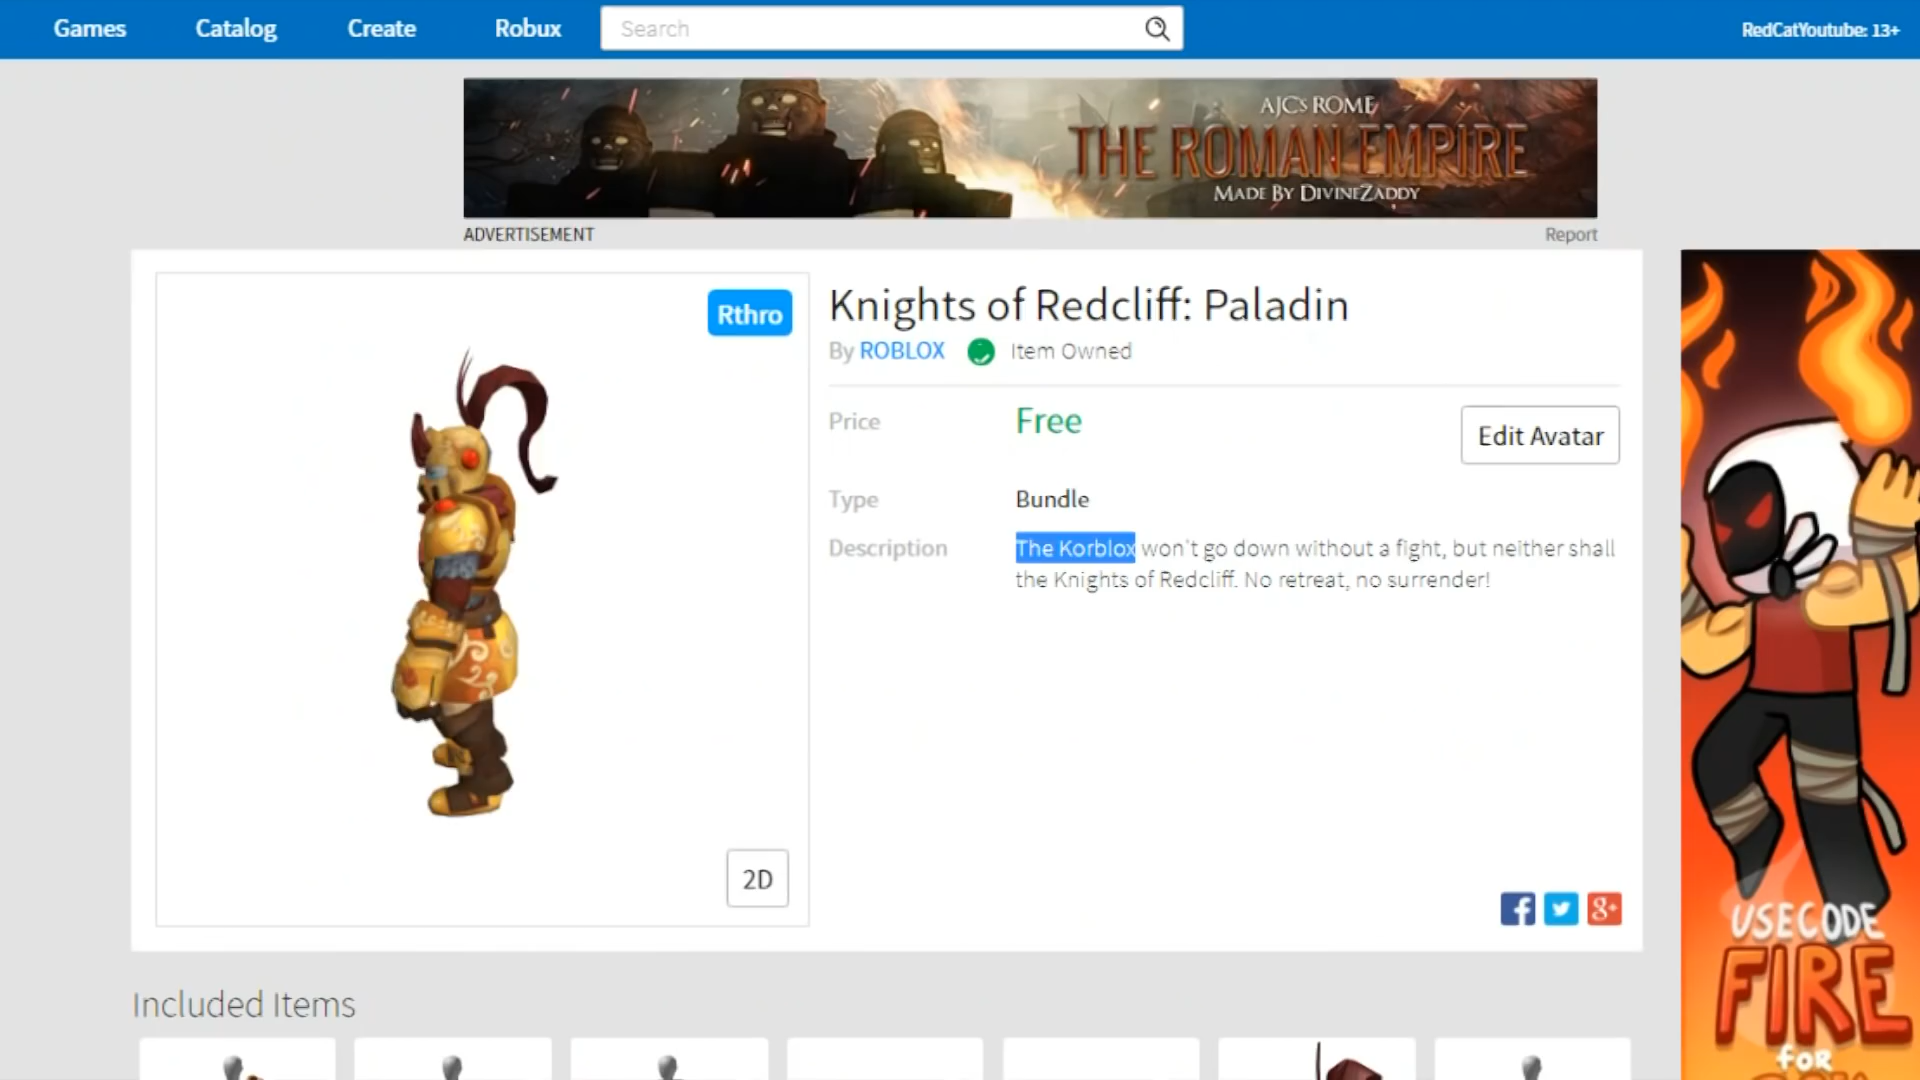 Games Catalog Create Robux Search RedCatYoutube: 13+
AJC's ROME
THE ROMAN EMPIRE
MADE BY DIVINEZADDY
ADVERTISEMENT Report
Rthro
Knights of Redcliff: Paladin
By ROBLOX Item Owned
Price Free
Edit Avatar
Type Bundle
Description The Korblox won't go down without a fight, but neither shall
the Knights of Redcliff. No retreat, no surrender!
2D
USE CODE
FIRE
FOR
Included Items